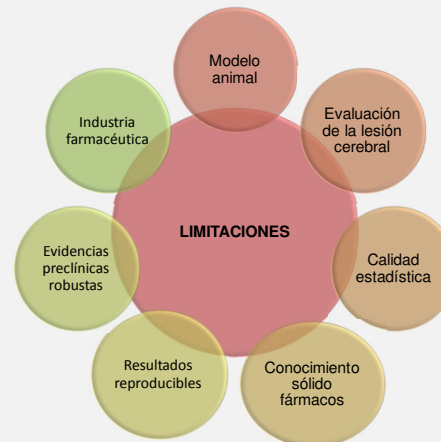 Modelo
animal
Evaluación
de la lesión
cerebral
Calidad
estadística
Conocimiento
sólido
fármacos
Resultados
reproducibles
Evidencias
preclínicas
robustas
Industria
farmacéutica
LIMITACIONES